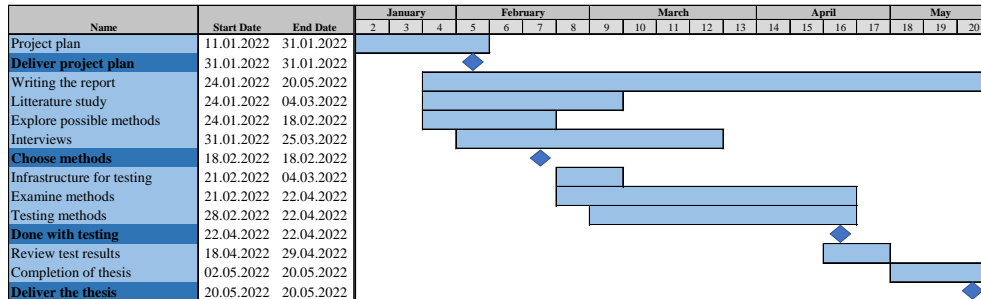 January February March April May
Name Start Date End Date 2 3 4 5 6 7 8 9 10 11 12 13 14 15 16 17 18 19 20
Project plan 11.01.2022 31.01.2022
Deliver project plan 31.01.2022 31.01.2022
Writing the report 24.01.2022 20.05.2022
Litterature study 24.01.2022 04.03.2022
Explore possible methods 24.01.2022 18.02.2022
Interviews 31.01.2022 25.03.2022
Choose methods 18.02.2022 18.02.2022
Infrastructure for testing 21.02.2022 04.03.2022
Examine methods 21.02.2022 22.04.2022
Testing methods 28.02.2022 22.04.2022
Done with testing 22.04.2022 22.04.2022
Review test results 18.04.2022 29.04.2022
Completion of thesis 02.05.2022 20.05.2022
Deliver the thesis 20.05.2022 20.05.2022